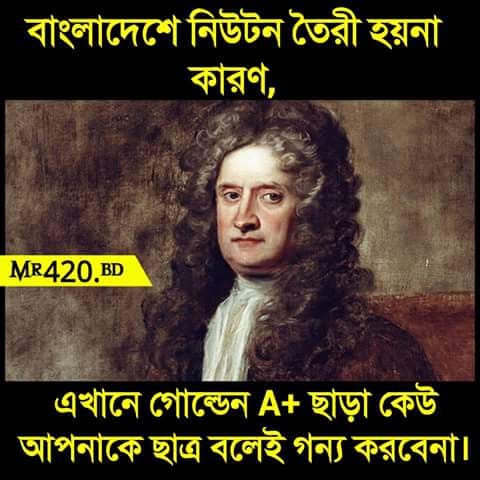 বাংলাদেশে নিউটন তৈরী হয়না
কারণ,
MR420.BD
এখানে গোল্ডেন A+ ছাড়া কেউ
আপনাকে ছাত্র বলেই গন্য করবেনা।